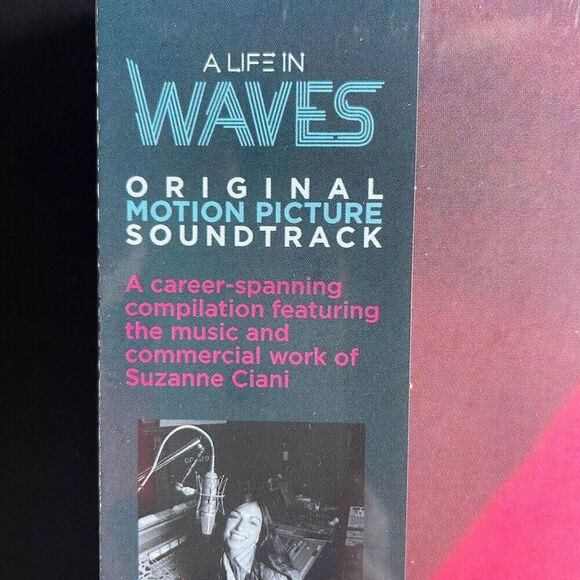 A LIFE IN
WAVES
ORIGINAL
MOTION PICTURE
SOUNDTRACK
A career-spanning
compilation featuring
the music and
commercial work of
Suzanne Ciani